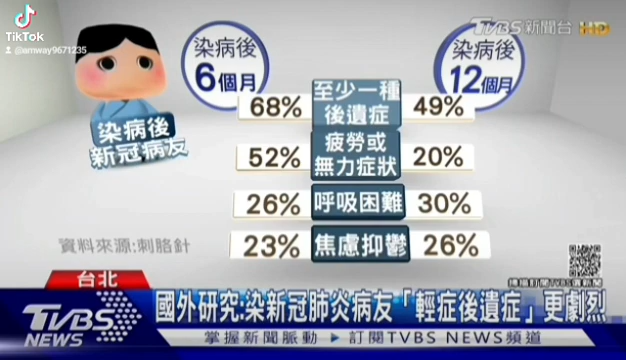 TikTok
@emway9671235
TVBS新聞台 HD
染病後
6個月
染病後
12個月
68% 至少一種後遺症 49%
52% 疲勞或無力症狀 20%
26% 呼吸困難 30%
23% 焦慮抑鬱 26%
染病後
新冠病友
資料來源:刺胳針
台北
國外研究:染新冠肺炎病友「輕症後遺症」更劇烈
TVBS
NEWS
掌握新聞脈動 ▶ 訂閱TVBS NEWS頻道